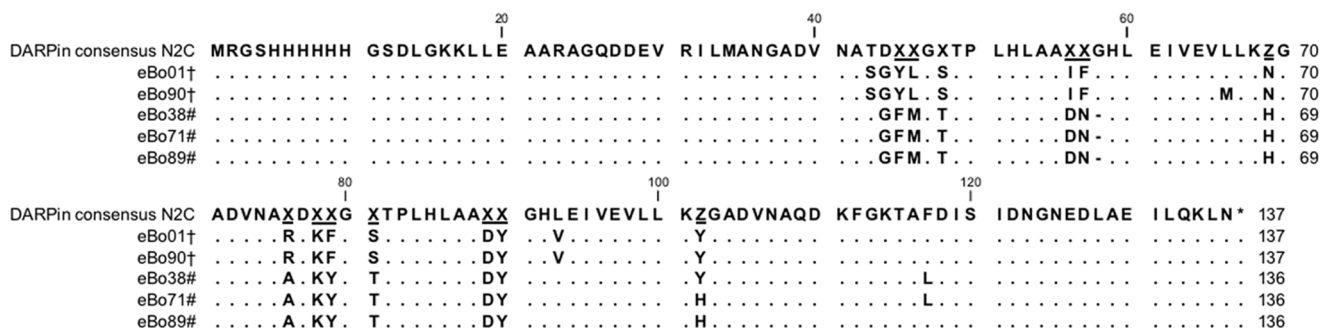 20 40 60
DARPin consensus N2C MRGSHHHHHH GSDLGKKLLE AARAGQDDEV RILMANGADV NATDXXGXTP LHLAAXXGHL EIVEVLLKZG 70
eBo01† .......... .......... .......... .......... ..SGYL.S.. .....IF... ........N. 70
eBo90† .......... .......... .......... .......... ..SGYL.S.. .....IF... .....M..N. 70
eBo38# .......... .......... .......... .......... ...GFM.T.. .....DN-.. ........H. 69
eBo71# .......... .......... .......... .......... ...GFM.T.. .....DN-.. ........H. 69
eBo89# .......... .......... .......... .......... ...GFM.T.. .....DN-.. ........H. 69
80 100 120
DARPin consensus N2C ADVNAXDXXG XTPLHLAAXX GHLEIVEVLL KZGADVNAQD KFGKTAFDIS IDNGNEDLAE ILQKLN* 137
eBo01† .....R.KF. S.......DY ..V....... .Y........ .......... .......... ....... 137
eBo90† .....R.KF. S.......DY ..V....... .Y........ .......... .......... ....... 137
eBo38# .....A.KY. T.......DY .......... .Y........ ......L... .......... ....... 136
eBo71# .....A.KY. T.......DY .......... .H........ ......L... .......... ....... 136
eBo89# .....A.KY. T.......DY .......... .H........ .......... .......... ....... 136